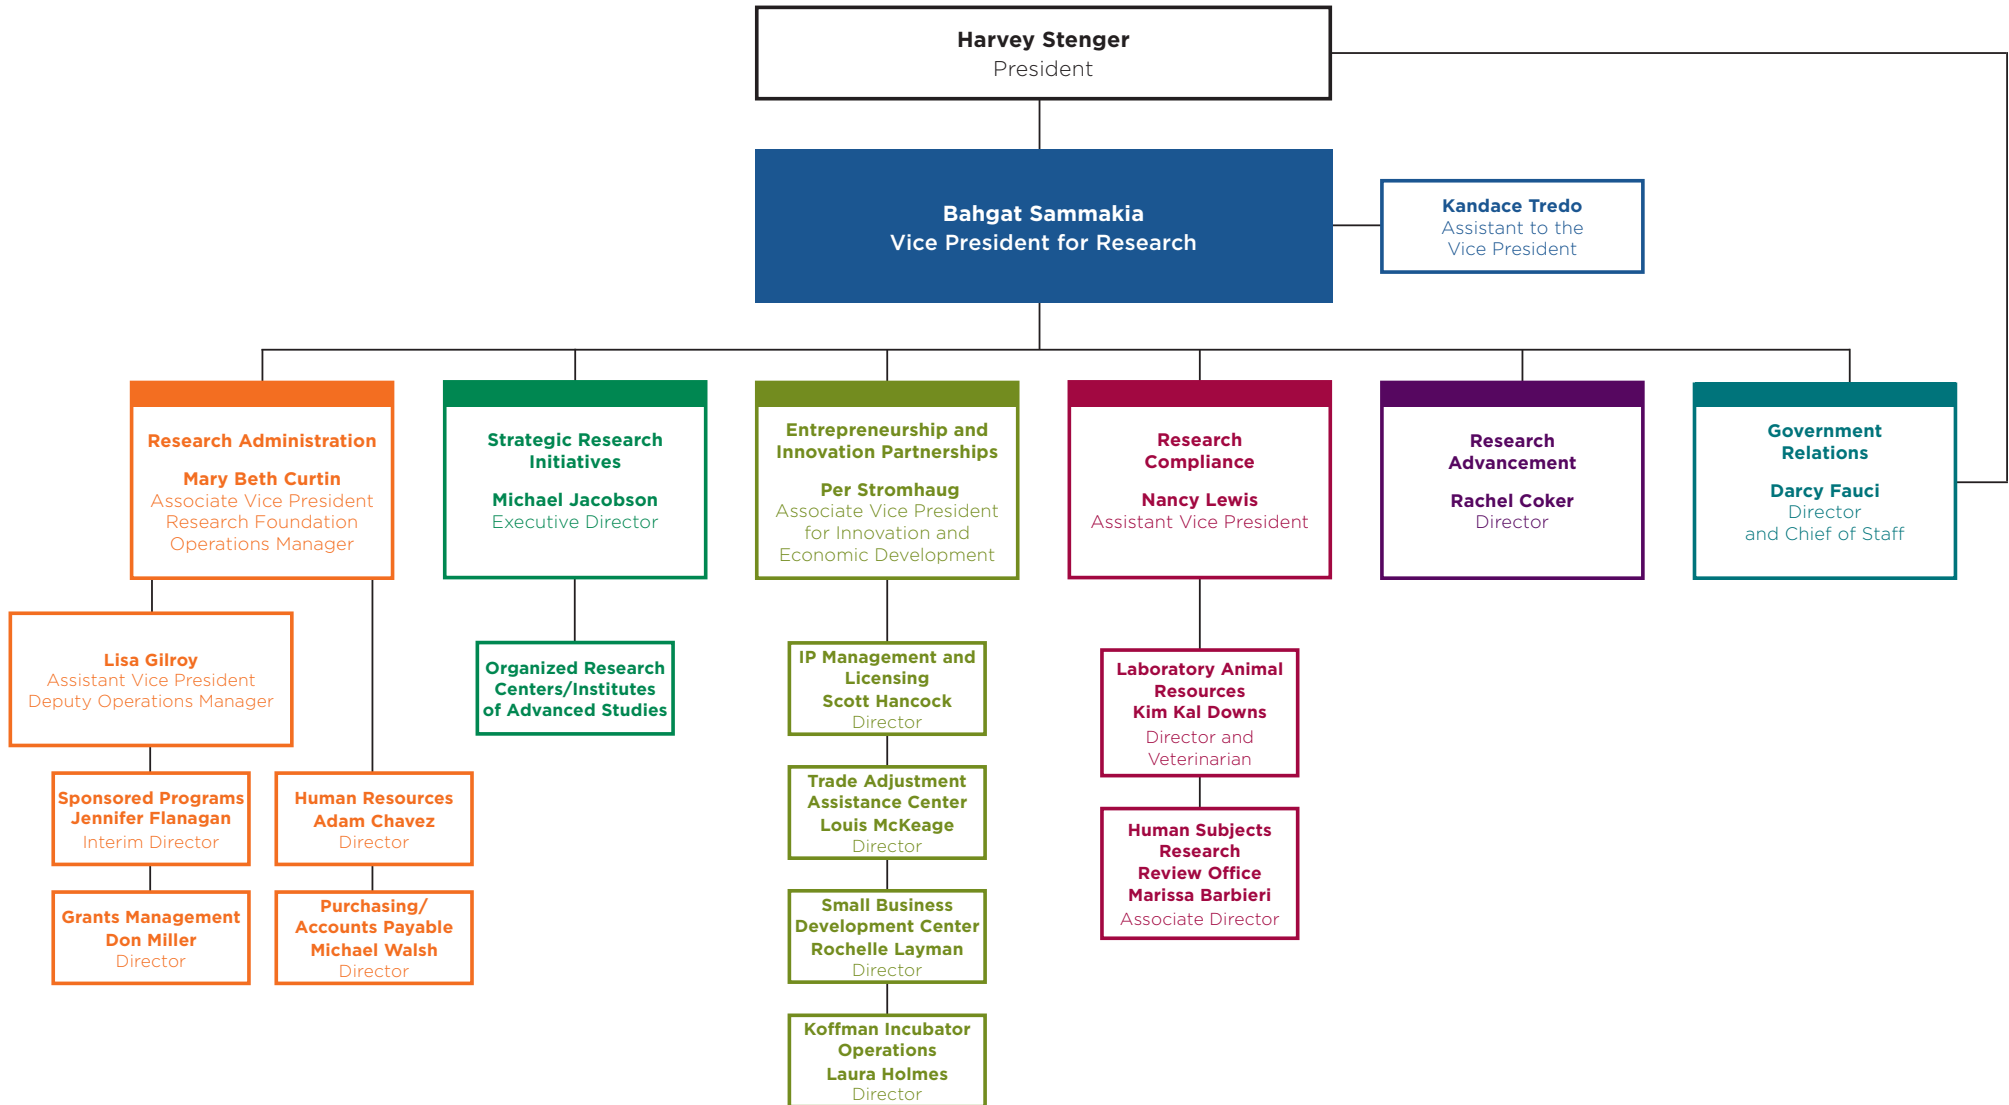 Harvey Stenger
President
Bahgat Sammakia
Vice President for Research
Kandace Tredo
Assistant to the
Vice President
Research Administration
Mary Beth Curtin
Associate Vice President
Research Foundation
Operations Manager
Strategic Research
Initiatives
Michael Jacobson
Executive Director
Entrepreneurship and
Innovation Partnerships
Per Stromhaug
Associate Vice President
for Innovation and
Economic Development
Research
Compliance
Nancy Lewis
Assistant Vice President
Research
Advancement
Rachel Coker
Director
Government
Relations
Darcy Fauci
Director
and Chief of Staff
Lisa Gilroy
Assistant Vice President
Deputy Operations Manager
Sponsored Programs
Jennifer Flanagan
Interim Director
Grants Management
Don Miller
Director
Human Resources
Adam Chavez
Director
Purchasing/
Accounts Payable
Michael Walsh
Director
Organized Research
Centers/Institutes
of Advanced Studies
IP Management and
Licensing
Scott Hancock
Director
Trade Adjustment
Assistance Center
Louis McKeage
Director
Small Business
Development Center
Rochelle Layman
Director
Koffman Incubator
Operations
Laura Holmes
Director
Laboratory Animal
Resources
Kim Kal Downs
Director and
Veterinarian
Human Subjects
Research
Review Office
Marissa Barbieri
Associate Director